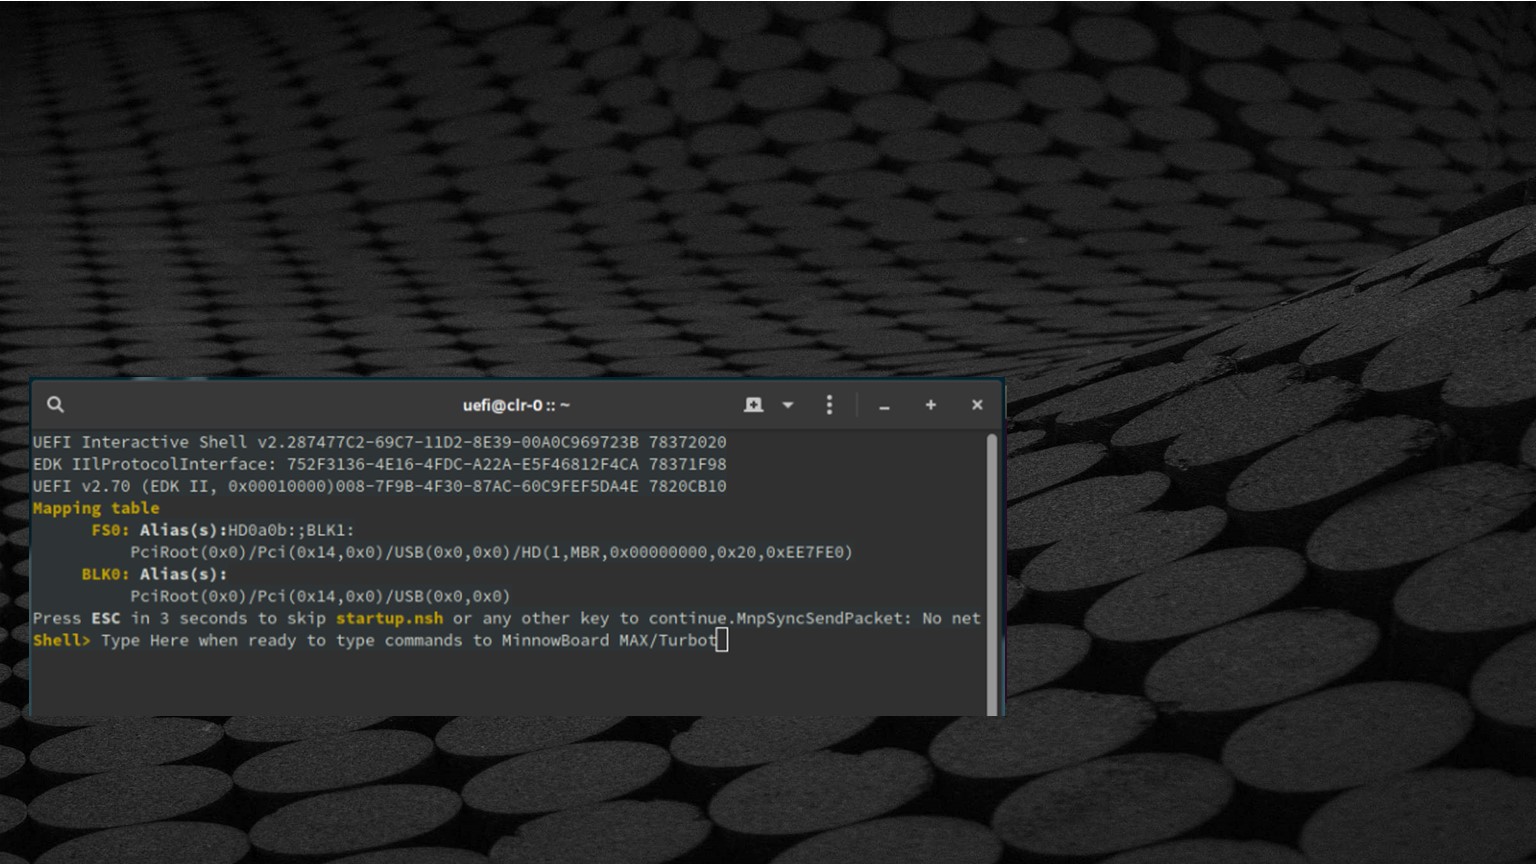 uefi@clr-0 :: ~
UEFI Interactive Shell v2.287477C2-69C7-11D2-8E39-00A0C969723B 78372020
EDK IIlProtocolInterface: 752F3136-4E16-4FDC-A22A-E5F46812F4CA 78371F98
UEFI v2.70 (EDK II, 0x00010000)008-7F9B-4F30-87AC-60C9FEF5DA4E 7820CB10
Mapping table
FS0: Alias(s):HD0a0b:;BLK1:
PciRoot(0x0)/Pci(0x14,0x0)/USB(0x0,0x0)/HD(1,MBR,0x00000000,0x20,0xEE7FE0)
BLK0: Alias(s):
PciRoot(0x0)/Pci(0x14,0x0)/USB(0x0,0x0)
Press ESC in 3 seconds to skip startup.nsh or any other key to continue.MnpSyncSendPacket: No net
Shell> Type Here when ready to type commands to MinnowBoard MAX/Turbot